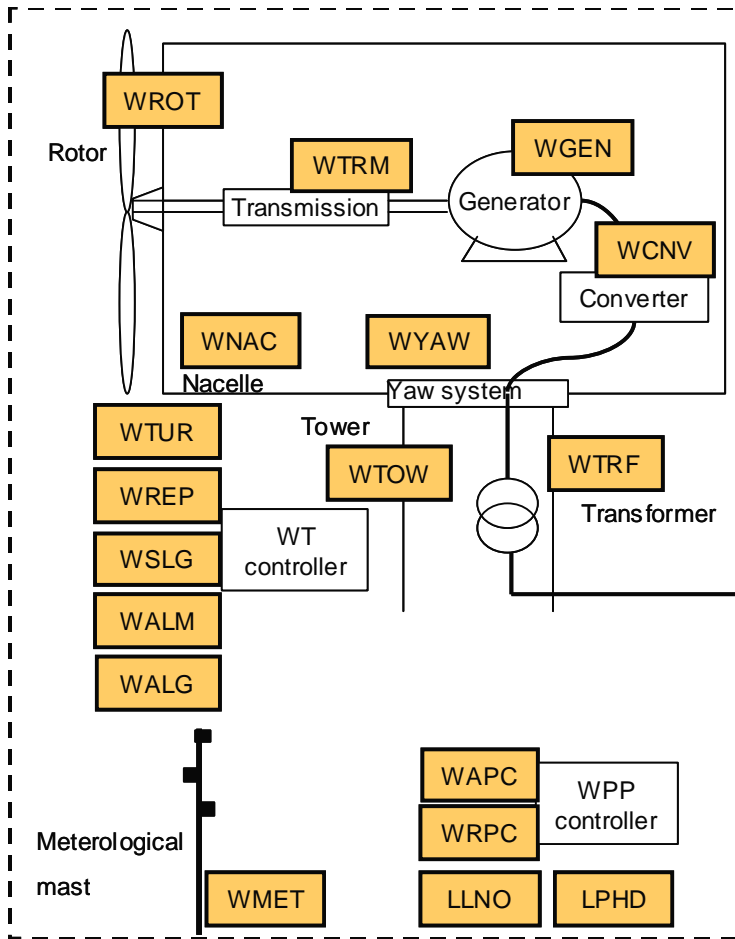 WROT
Rotor
WTRM
WGEN
Transmission
Generator
WCNV
Converter
WNAC
WYAW
Nacelle
Yaw system
WTUR
Tower
WTOW
WTRF
WREP
Transformer
WT
controller
WSLG
WALM
WALG
WAPC
WPP
controller
WRPC
Meterological
mast
WMET
LLNO
LPHD